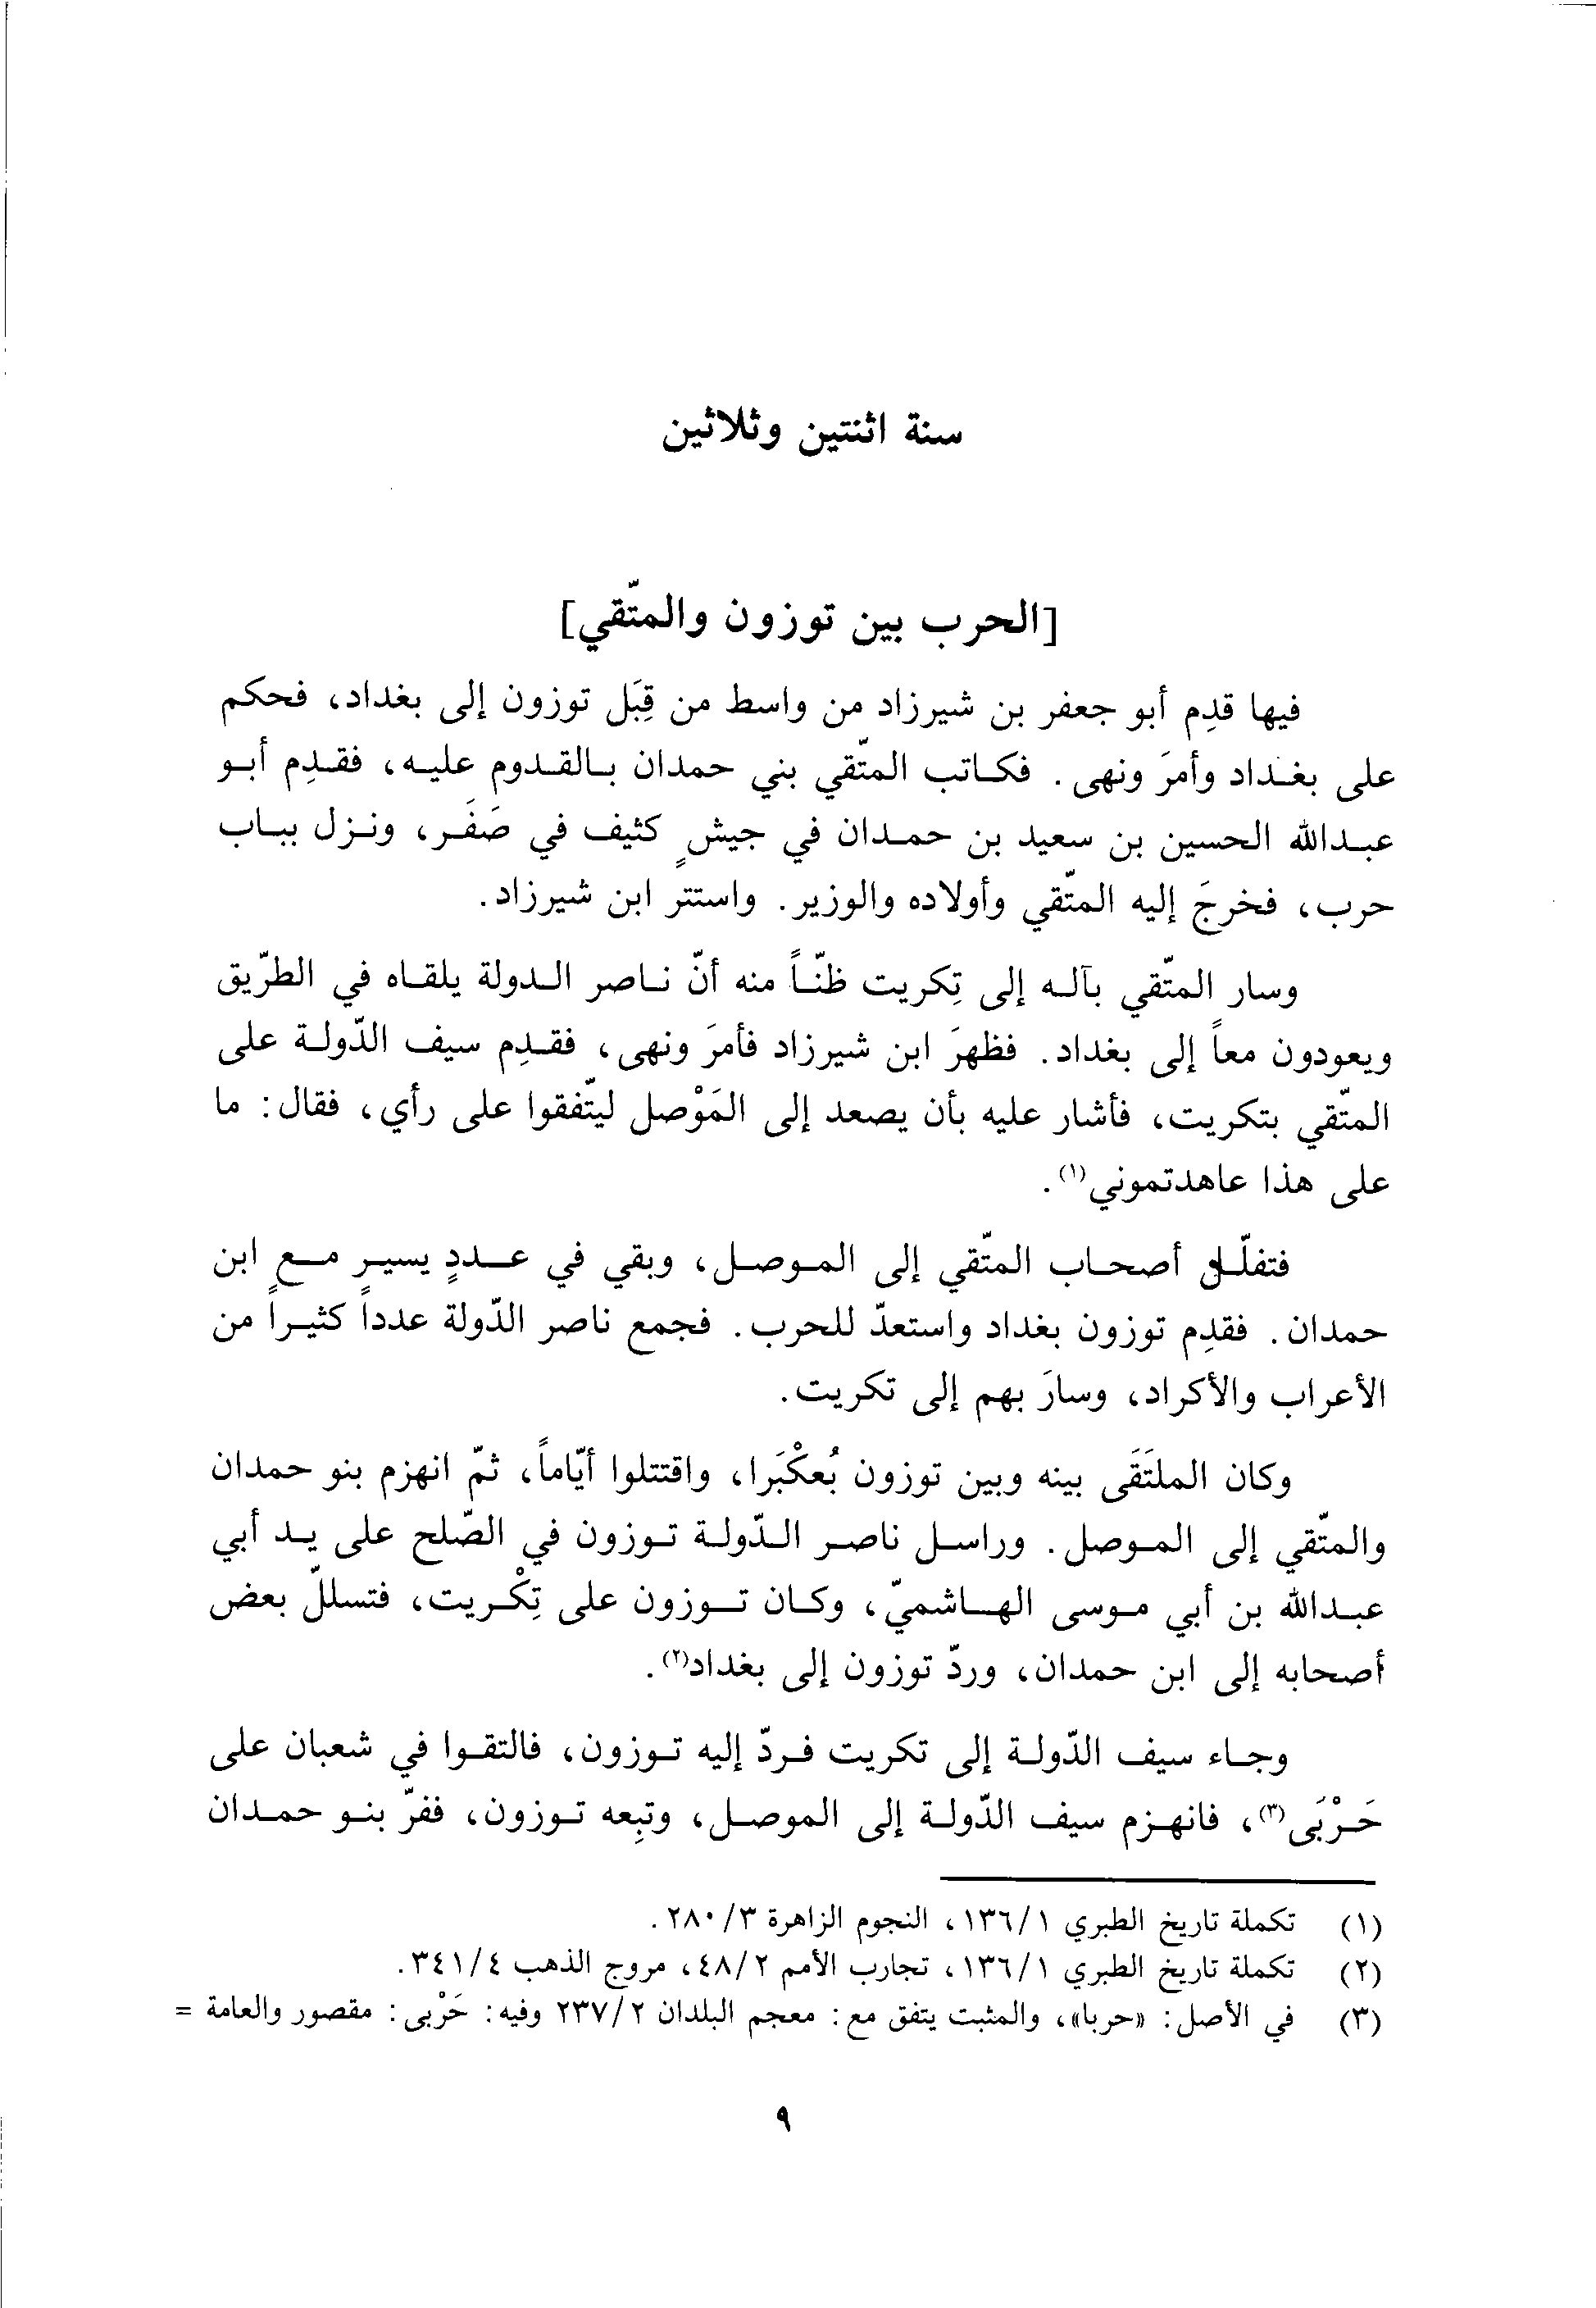 سنة اثنتين وثلاثين
[الحرب بين توزون والمتّقي]
فيها قدِم أبو جعفر بن شيرزاد من واسط من قِبَل توزون إلى بغداد، فحكم
على بغداد وأمرَ ونهى. فكاتب المتّقي بني حمدان بالقدوم عليه، فقدِم أبو
عبدالله الحسين بن سعيد بن حمدان في جيشٍ كثيف في صَفَر، ونزل بباب
حرب، فخرجَ إليه المتّقي وأولاده والوزير. واستتر ابن شيرزاد.
وسار المتّقي بآله إلى تِكريت ظنّاً منه أنّ ناصر الدولة يلقاه في الطرّيق
ويعودون معاً إلى بغداد. فظهرَ ابن شيرزاد فأمرَ ونهى، فقدِم سيف الدّولة على
المتّقي بتكريت، فأشار عليه بأن يصعد إلى المَوْصل ليتّفقوا على رأي، فقال: ما
على هذا عاهدتموني(١).
فتفلّل أصحاب المتّقي إلى الموصل، وبقي في عددٍ يسيرٍ مع ابن
حمدان. فقدِم توزون بغداد واستعدّ للحرب. فجمع ناصر الدّولة عدداً كثيراً من
الأعراب والأكراد، وسارَ بهم إلى تكريت.
وكان الملتَقَى بينه وبين توزون بُعكْبَرا، واقتتلوا أيّاماً، ثمّ انهزم بنو حمدان
والمتّقي إلى الموصل. وراسل ناصر الدّولة توزون في الصّلح على يد أبي
عبدالله بن أبي موسى الهاشميّ، وكان توزون على تِكْريت، فتسللّ بعض
أصحابه إلى ابن حمدان، وردّ توزون إلى بغداد(٢).
وجاء سيف الدّولة إلى تكريت فردّ إليه توزون، فالتقوا في شعبان على
حَرْبَى(٣)، فانهزم سيف الدّولة إلى الموصل، وتبِعه توزون، ففرّ بنو حمدان
(١) تكملة تاريخ الطبري ١٣٦/١، النجوم الزاهرة ٢٨٠/٣.
(٢) تكملة تاريخ الطبري ١٣٦/١، تجارب الأمم ٤٨/٢، مروج الذهب ٣٤١/٤.
(٣) في الأصل: «حربا»، والمثبت يتفق مع: معجم البلدان ٢٣٧/٢ وفيه: حَرْبى: مقصور والعامة =
٩